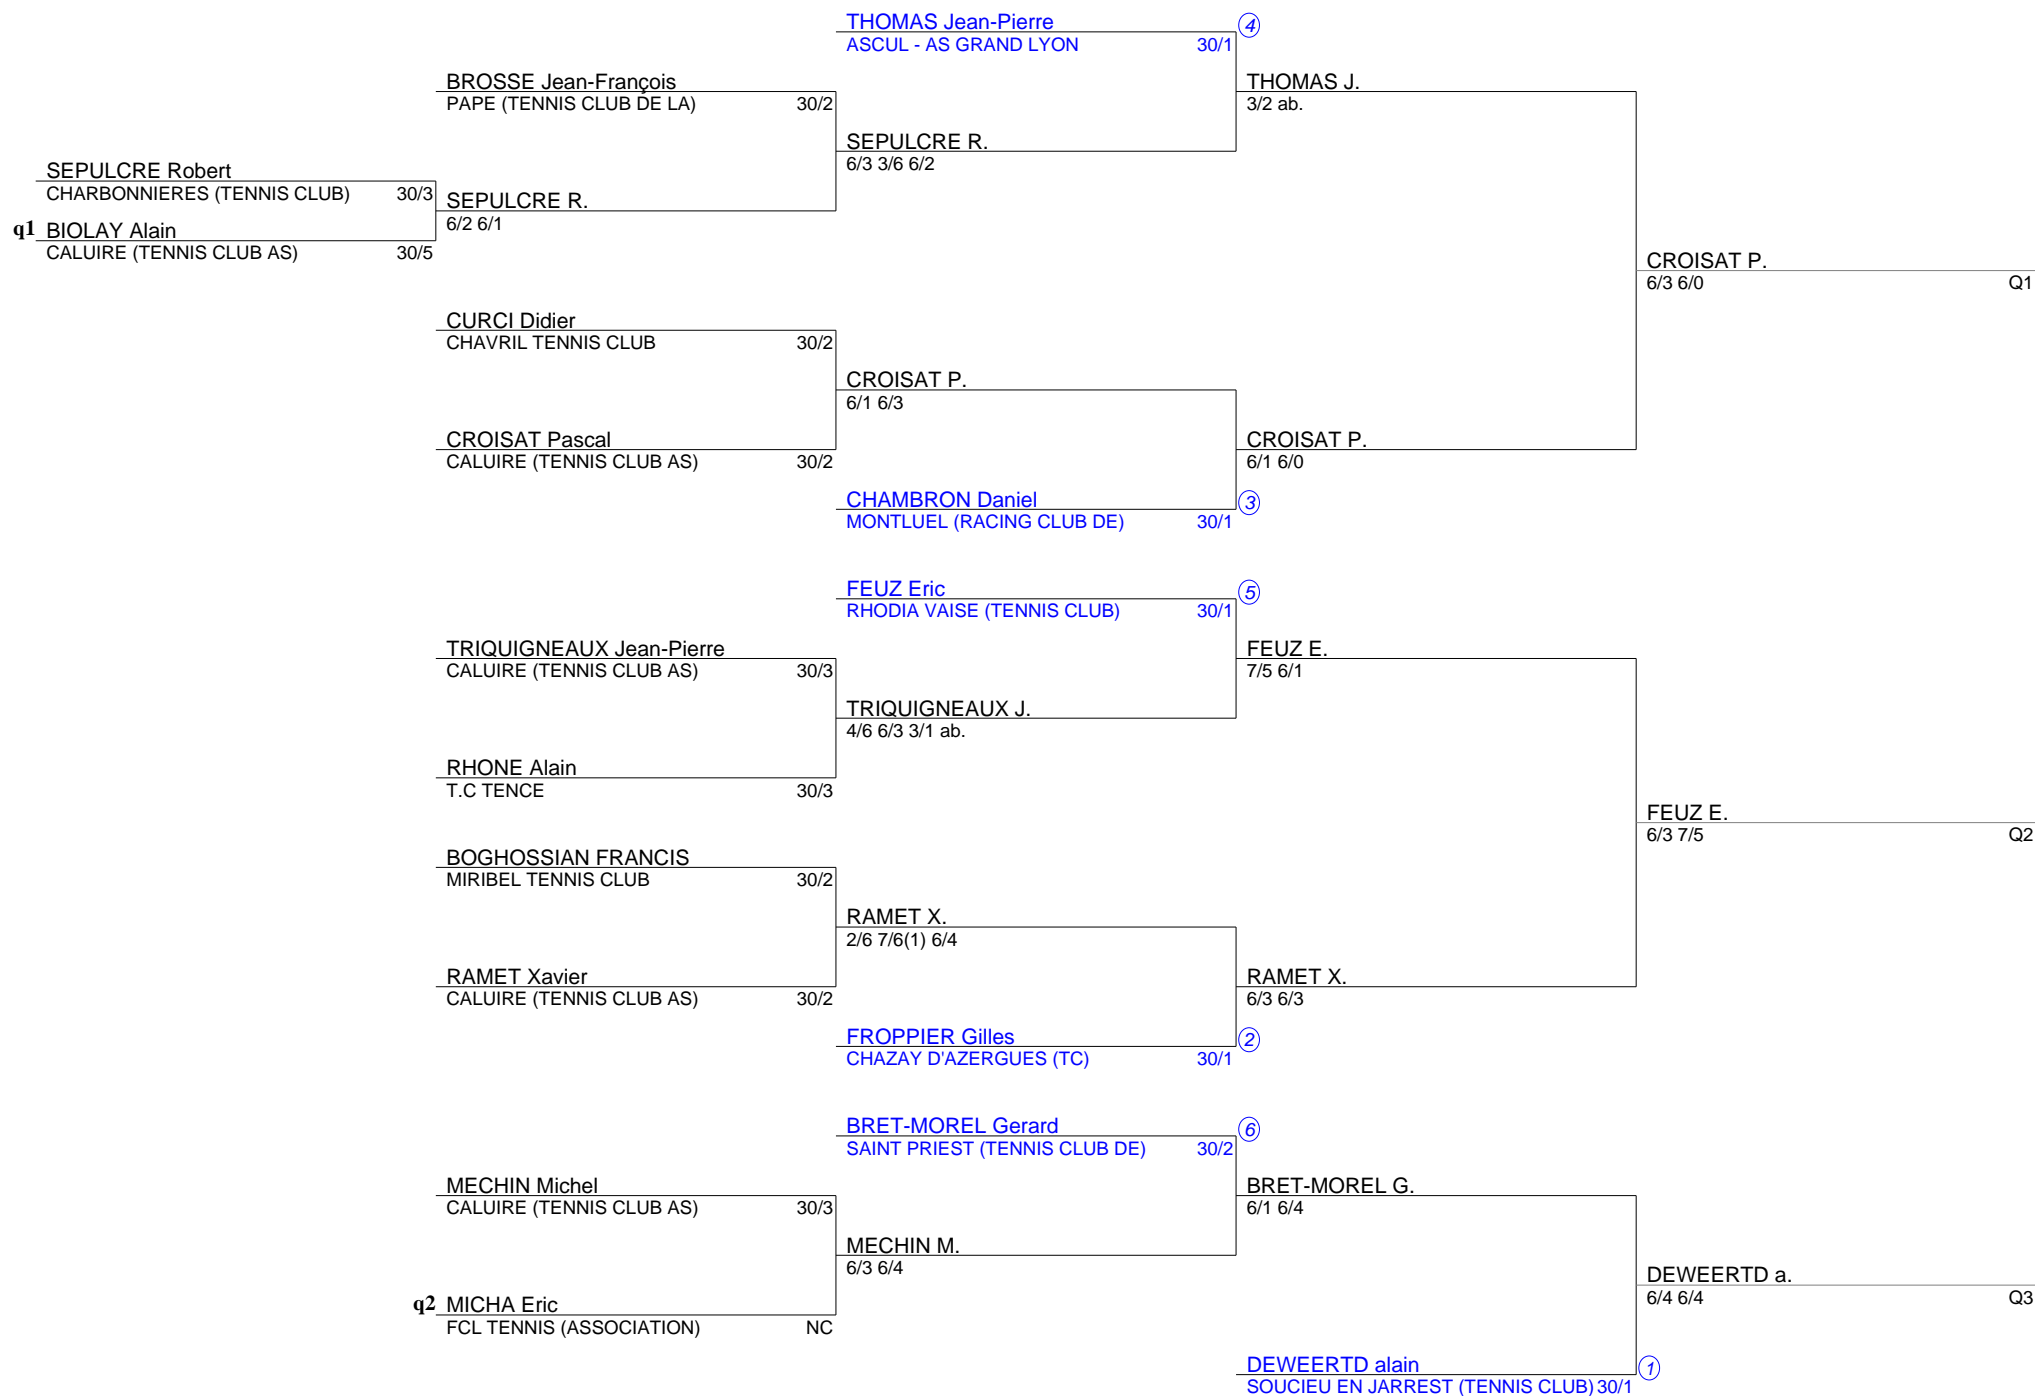 THOMAS Jean-Pierre 4
ASCUL - AS GRAND LYON 30/1
BROSSE Jean-François
PAPE (TENNIS CLUB DE LA) 30/2
THOMAS J.
3/2 ab.
SEPULCRE R.
6/3 3/6 6/2
SEPULCRE Robert
CHARBONNIERES (TENNIS CLUB) 30/3
SEPULCRE R.
6/2 6/1
q1 BIOLAY Alain
CALUIRE (TENNIS CLUB AS) 30/5
CROISAT P.
6/3 6/0 Q1
CURCI Didier
CHAVRIL TENNIS CLUB 30/2
CROISAT P.
6/1 6/3
CROISAT Pascal
CALUIRE (TENNIS CLUB AS) 30/2
CROISAT P.
6/1 6/0
CHAMBRON Daniel 3
MONTLUEL (RACING CLUB DE) 30/1
FEUZ Eric 5
RHODIA VAISE (TENNIS CLUB) 30/1
TRIQUIGNEAUX Jean-Pierre
CALUIRE (TENNIS CLUB AS) 30/3
FEUZ E.
7/5 6/1
TRIQUIGNEAUX J.
4/6 6/3 3/1 ab.
RHONE Alain
T.C TENCE 30/3
FEUZ E.
6/3 7/5 Q2
BOGHOSSIAN FRANCIS
MIRIBEL TENNIS CLUB 30/2
RAMET X.
2/6 7/6(1) 6/4
RAMET Xavier
CALUIRE (TENNIS CLUB AS) 30/2
RAMET X.
6/3 6/3
FROPPIER Gilles 2
CHAZAY D'AZERGUES (TC) 30/1
BRET-MOREL Gerard 6
SAINT PRIEST (TENNIS CLUB DE) 30/2
MECHIN Michel
CALUIRE (TENNIS CLUB AS) 30/3
BRET-MOREL G.
6/1 6/4
MECHIN M.
6/3 6/4
DEWEERTD a.
6/4 6/4 Q3
q2 MICHA Eric
FCL TENNIS (ASSOCIATION) NC
DEWEERTD alain 1
SOUCIEU EN JARREST (TENNIS CLUB) 30/1